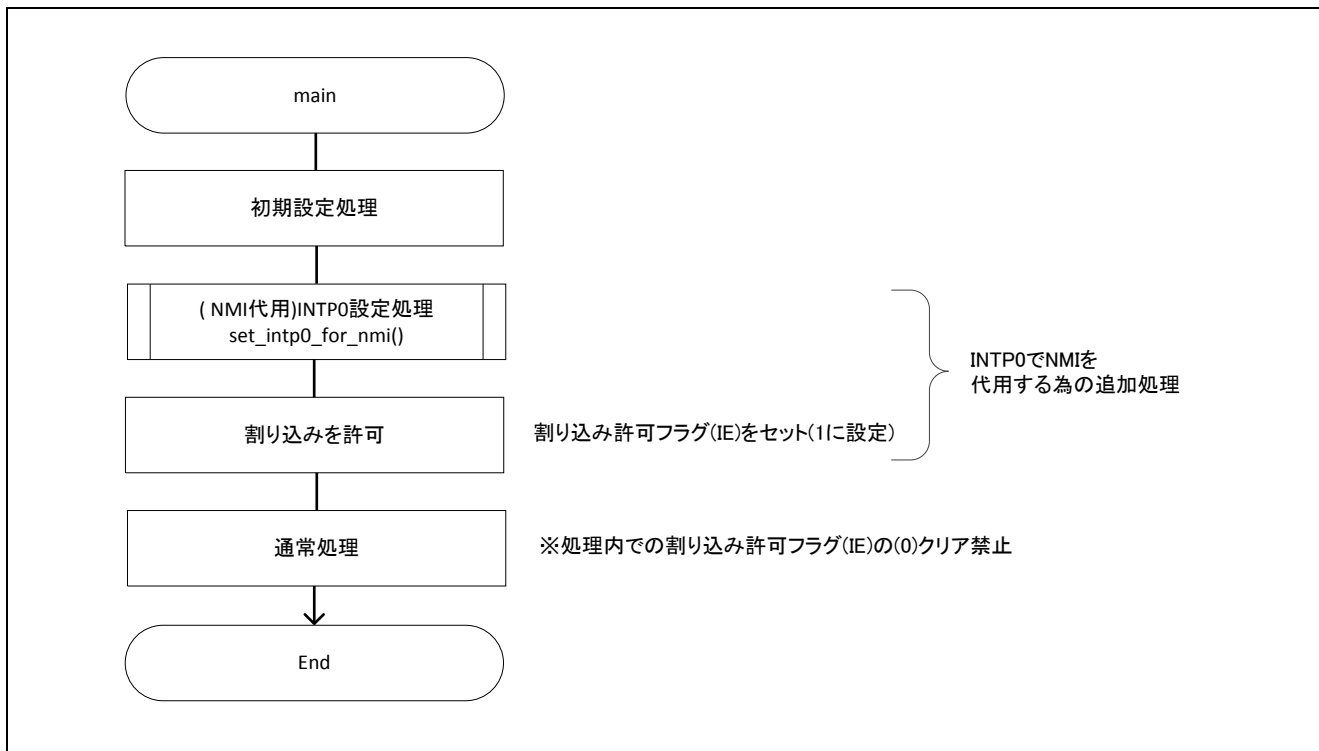 main
初期設定処理
( NMI代用)INTP0設定処理
set_intp0_for_nmi()
INTP0でNMIを
代用する為の追加処理
割り込みを許可
割り込み許可フラグ(IE)をセット(1に設定)
通常処理
※処理内での割り込み許可フラグ(IE)の(0)クリア禁止
End